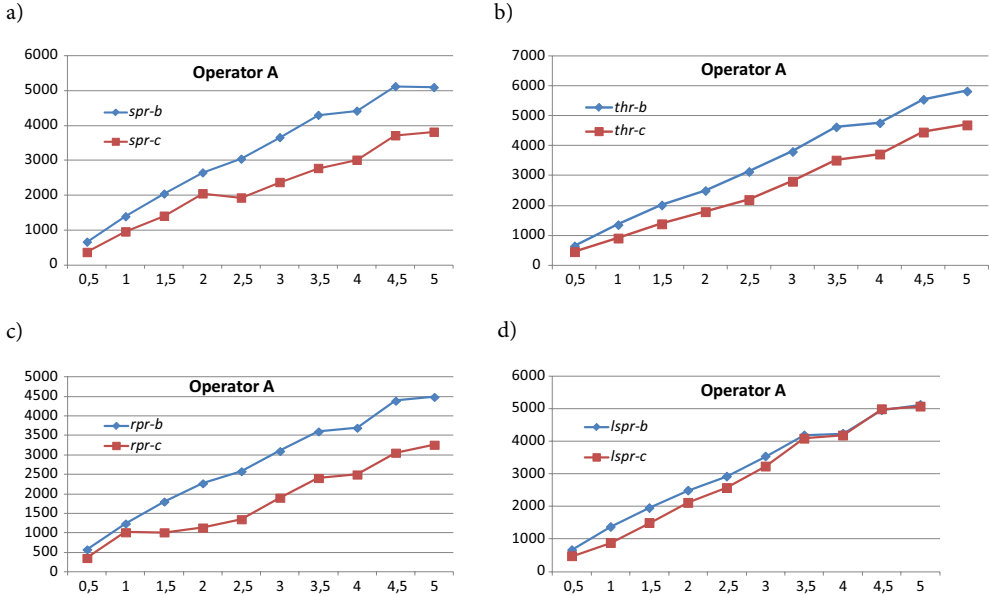 a)
6000
5000
4000
3000
2000
1000
0
Operator A
spr-b
spr-c
0,5 1 1,5 2 2,5 3 3,5 4 4,5 5
b)
7000
6000
5000
4000
3000
2000
1000
0
Operator A
thr-b
thr-c
0,5 1 1,5 2 2,5 3 3,5 4 4,5 5
c)
5000
4500
4000
3500
3000
2500
2000
1500
1000
500
0
Operator A
rpr-b
rpr-c
0,5 1 1,5 2 2,5 3 3,5 4 4,5 5
d)
6000
5000
4000
3000
2000
1000
0
Operator A
lspr-b
lspr-c
0,5 1 1,5 2 2,5 3 3,5 4 4,5 5